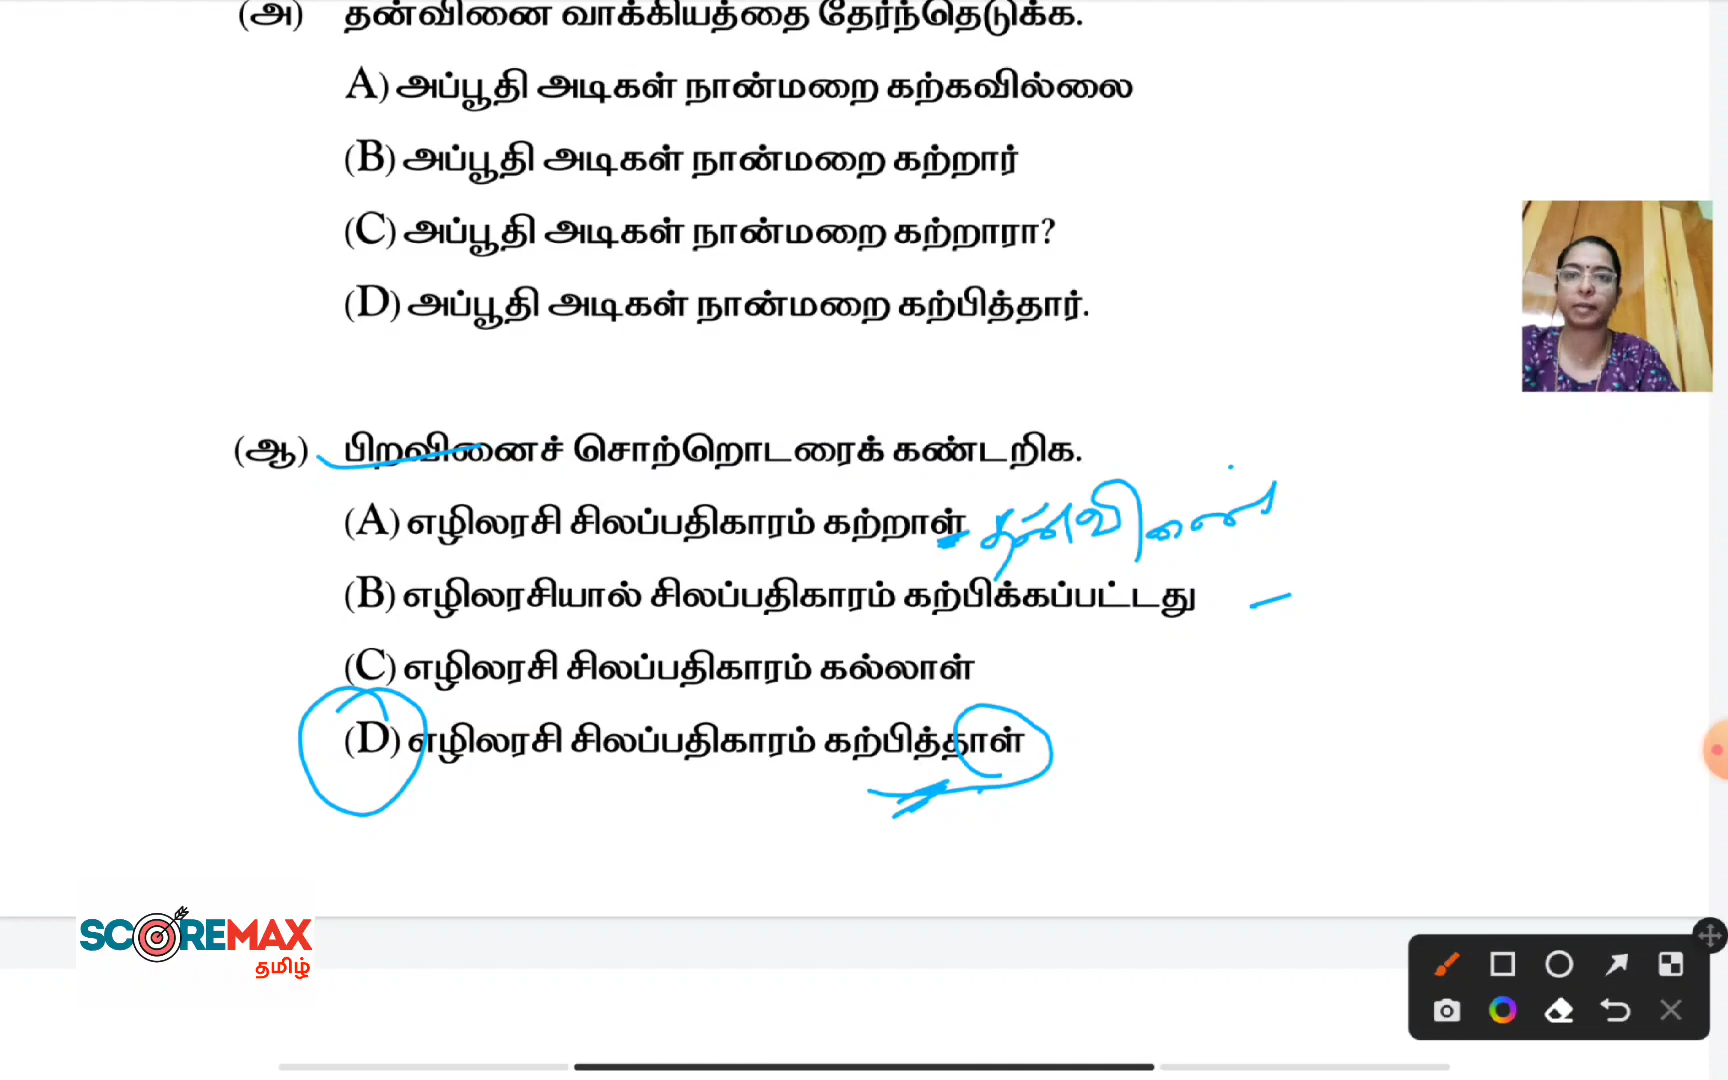 (அ) தன்வினை வாக்கியத்தை தேர்ந்தெடுக்க.
A) அப்பூதி அடிகள் நான்மறை கற்கவில்லை
(B) அப்பூதி அடிகள் நான்மறை கற்றார்
(C) அப்பூதி அடிகள் நான்மறை கற்றாரா?
(D) அப்பூதி அடிகள் நான்மறை கற்பித்தார்.
(ஆ) பிறவினைச் சொற்றொடரைக் கண்டறிக.
(A) எழிலரசி சிலப்பதிகாரம் கற்றாள் - தன்வினை
(B) எழிலரசியால் சிலப்பதிகாரம் கற்பிக்கப்பட்டது -
(C) எழிலரசி சிலப்பதிகாரம் கல்லாள்
(D) எழிலரசி சிலப்பதிகாரம் கற்பித்தாள்
SCOREMAX
தமிழ்